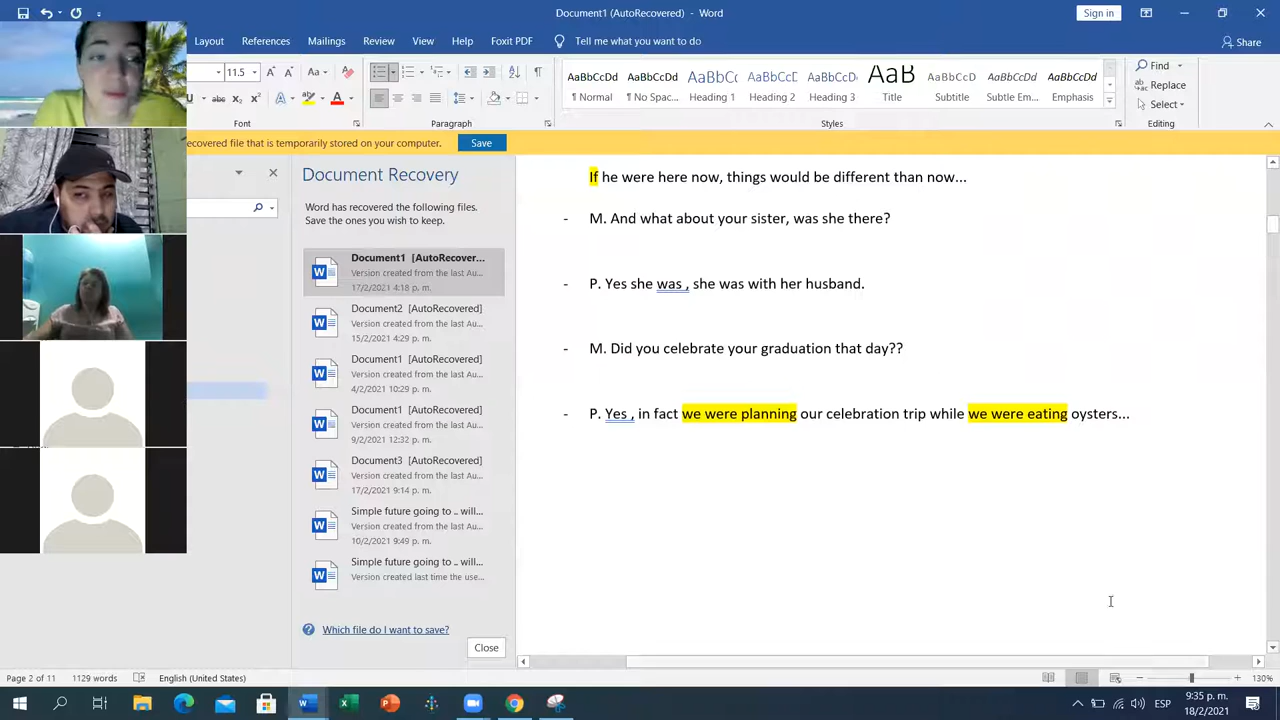 Document1 (AutoRecovered) - Word
Sign in
Layout References Mailings Review View Help Foxit PDF Tell me what you want to do Share
11.5 A A Aa A
AaBbCcDd AaBbCcDd AaBbCc AaBbCcD AaBbCcD AaB AaBbCcD AaBbCcDd AaBbCcDd
¶ Normal ¶ No Spac... Heading 1 Heading 2 Heading 3 Title Subtitle Subtle Em... Emphasis
Find
Replace
Select
Font Paragraph Styles Editing
recovered file that is temporarily stored on your computer. Save
Document Recovery
Word has recovered the following files.
Save the ones you wish to keep.
Document1 [AutoRecover...
Version created from the last Au...
17/2/2021 4:18 p. m.
Document2 [AutoRecovered]
Version created from the last Au...
15/2/2021 4:29 p. m.
Document1 [AutoRecovered]
Version created from the last Au...
4/2/2021 10:29 p. m.
Document1 [AutoRecovered]
Version created from the last Au...
9/2/2021 12:32 p. m.
Document3 [AutoRecovered]
Version created from the last Au...
17/2/2021 9:14 p. m.
Simple future going to .. will...
Version created from the last Au...
10/2/2021 9:49 p. m.
Simple future going to .. will...
Version created last time the use...
Which file do I want to save?
Close
If he were here now, things would be different than now...
- M. And what about your sister, was she there?
- P. Yes she was , she was with her husband.
- M. Did you celebrate your graduation that day??
- P. Yes , in fact we were planning our celebration trip while we were eating oysters...
Page 2 of 11 1129 words English (United States) 130%
ESP
9:35 p. m.
18/2/2021